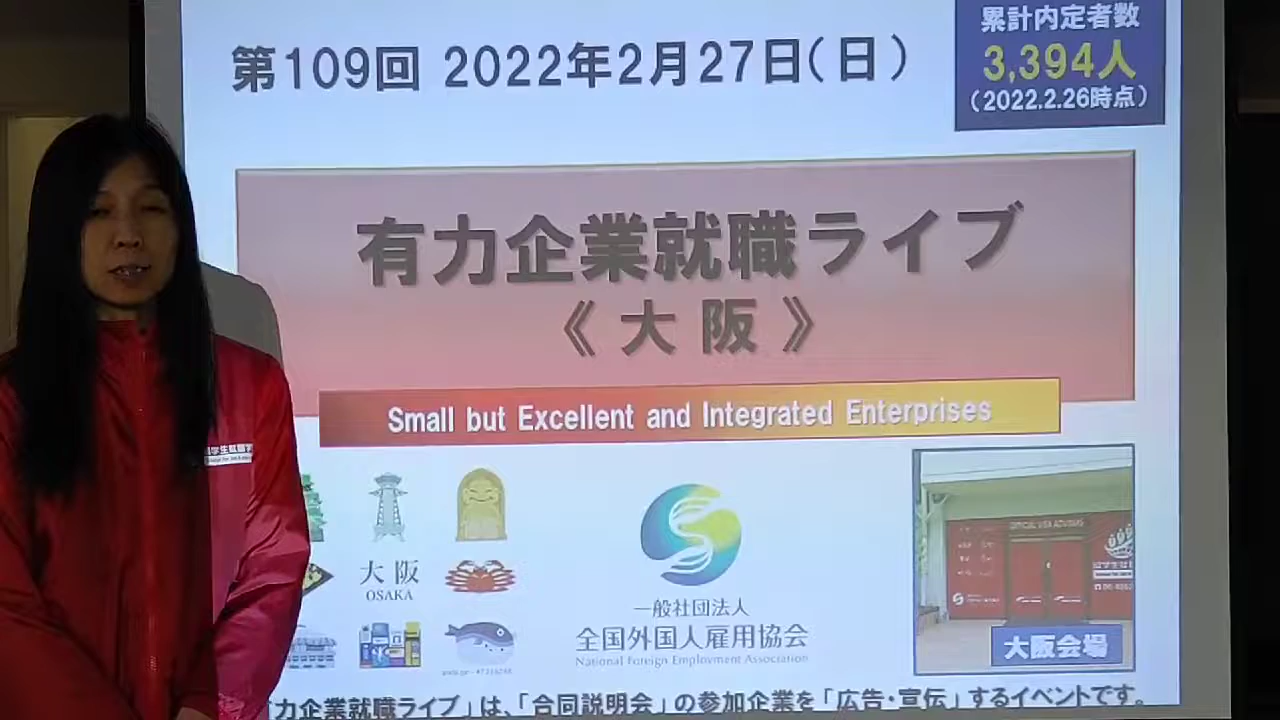 第109回 2022年2月27日(日)
累計内定者数
3,394人
(2022.2.26時点)
有力企業就職ライブ
《大阪》
Small but Excellent and Integrated Enterprises
大阪
OSAKA
一般社団法人
全国外国人雇用協会
National Foreign Employment Association
OFFICIAL VISA ADVISORS
大阪会場
力企業就職ライブ」は、「合同説明会」の参加企業を「広告・宣伝」するイベントです。